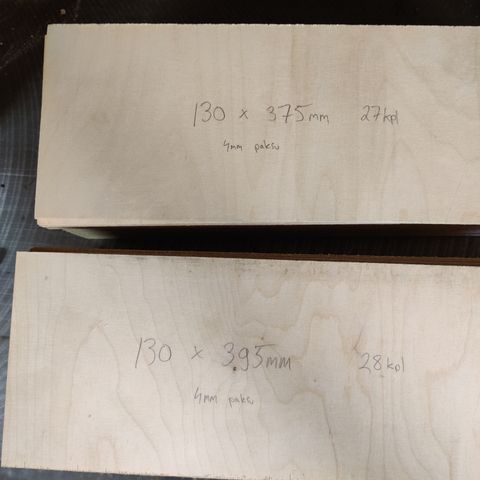 130 x 375mm 27kpl
4mm paksu
130 x 395mm 28kpl
4mm paksu